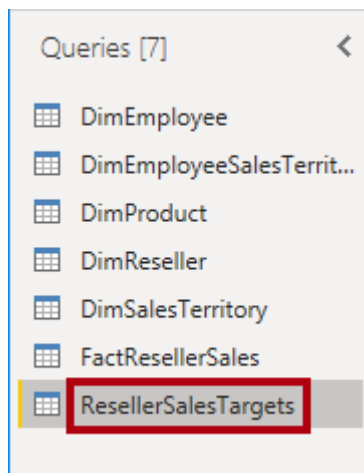 Queries [7]
DimEmployee
DimEmployeeSalesTerrit...
DimProduct
DimReseller
DimSalesTerritory
FactResellerSales
ResellerSalesTargets